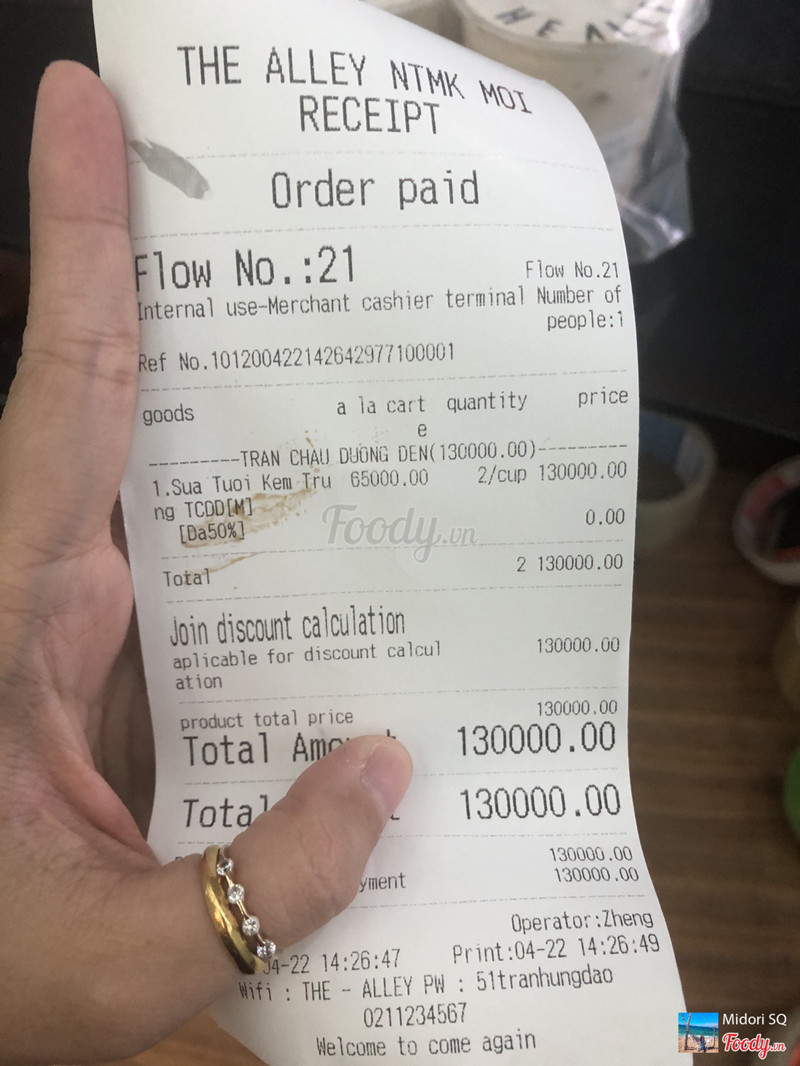 THE ALLEY NTMK MOI
RECEIPT
Order paid
Flow No.:21
Flow No.21
Internal use-Merchant cashier terminal Number of
people:1
Ref No.101200422142642977100001
goods a la cart quantity price
e
---------TRAN CHAU DUONG DEN(130000.00)---------
1.Sua Tuoi Kem Tru 65000.00 2/cup 130000.00
ng TCDD[M]
[Da50%] 0.00
Total 2 130000.00
Join discount calculation
aplicable for discount calcul 130000.00
ation
product total price 130000.00
Total 130000.00
Total 130000.00
130000.00
130000.00
Operator:Zheng
04-22 14:26:47 Print:04-22 14:26:49
Wifi : THE - ALLEY PW : 51tranhungdao
0211234567
Welcome to come again
Foody.vn
Midori SQ
Foody.vn